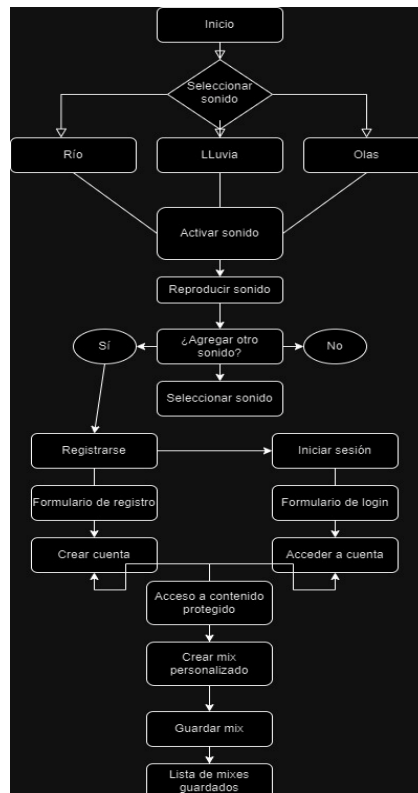 Inicio
Seleccionar
sonido
Río
LLuvia
Olas
Activar sonido
Reproducir sonido
Sí
¿Agregar otro
sonido?
No
Seleccionar sonido
Registrarse
Iniciar sesión
Formulario de registro
Formulario de login
Crear cuenta
Acceder a cuenta
Acceso a contenido
protegido
Crear mix
personalizado
Guardar mix
Lista de mixes
guardados